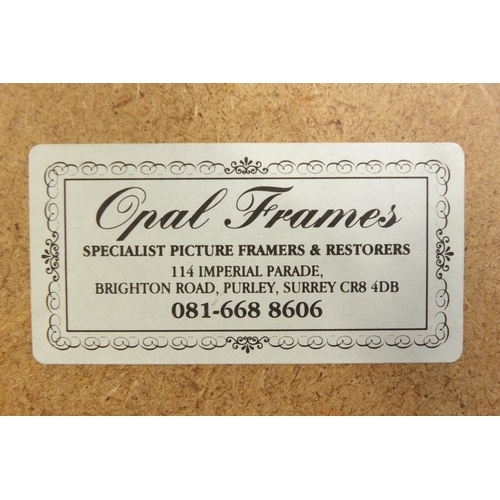 Opal Frames
SPECIALIST PICTURE FRAMERS & RESTORERS
114 IMPERIAL PARADE,
BRIGHTON ROAD, PURLEY, SURREY CR8 4DB
081-668 8606